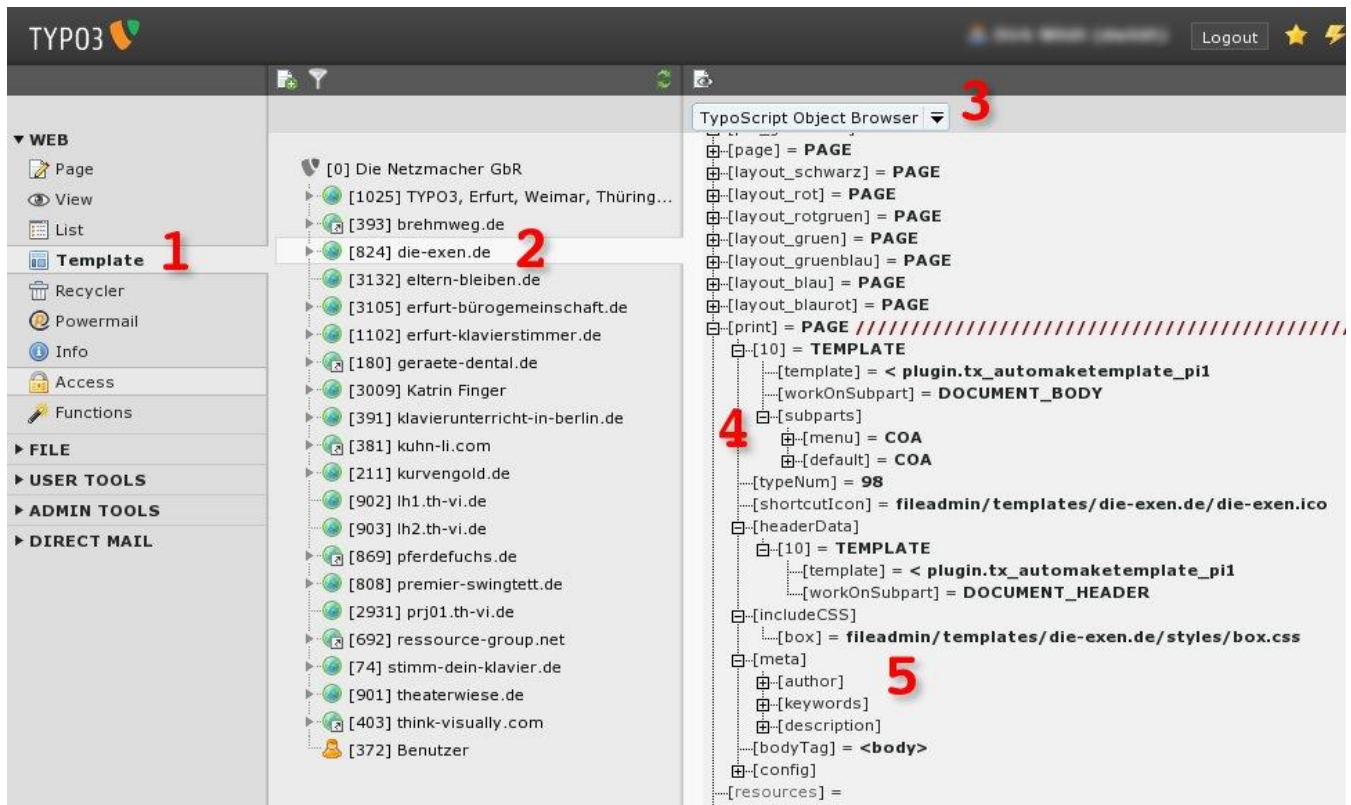 TYPO3
Logout
TypoScript Object Browser
3
WEB
Page
View
List
Template
1
Recycler
Powermail
Info
Access
Functions
FILE
USER TOOLS
ADMIN TOOLS
DIRECT MAIL
[0] Die Netzmacher GbR
[1025] TYPO3, Erfurt, Weimar, Thüring...
[393] brehmweg.de
[824] die-exen.de
2
[3132] eltern-bleiben.de
[3105] erfurt-bürogemeinschaft.de
[1102] erfurt-klavierstimmer.de
[180] geraete-dental.de
[3009] Katrin Finger
[391] klavierunterricht-in-berlin.de
[381] kuhn-li.com
[211] kurvengold.de
[902] lh1.th-vi.de
[903] lh2.th-vi.de
[869] pferdefuchs.de
[808] premier-swingtett.de
[2931] prj01.th-vi.de
[692] ressource-group.net
[74] stimm-dein-klavier.de
[901] theaterwiese.de
[403] think-visually.com
[372] Benutzer
[page] = PAGE
[layout_schwarz] = PAGE
[layout_rot] = PAGE
[layout_rotgruen] = PAGE
[layout_gruen] = PAGE
[layout_gruenblau] = PAGE
[layout_blau] = PAGE
[layout_blaurot] = PAGE
[print] = PAGE ////////////////////////////////////////////
[10] = TEMPLATE
[template] = < plugin.tx_automaketemplate_pi1
[workOnSubpart] = DOCUMENT_BODY
[subparts]
4
[menu] = COA
[default] = COA
[typeNum] = 98
[shortcutIcon] = fileadmin/templates/die-exen.de/die-exen.ico
[headerData]
[10] = TEMPLATE
[template] = < plugin.tx_automaketemplate_pi1
[workOnSubpart] = DOCUMENT_HEADER
[includeCSS]
[box] = fileadmin/templates/die-exen.de/styles/box.css
[meta]
5
[author]
[keywords]
[description]
[bodyTag] = <body>
[config]
[resources] =